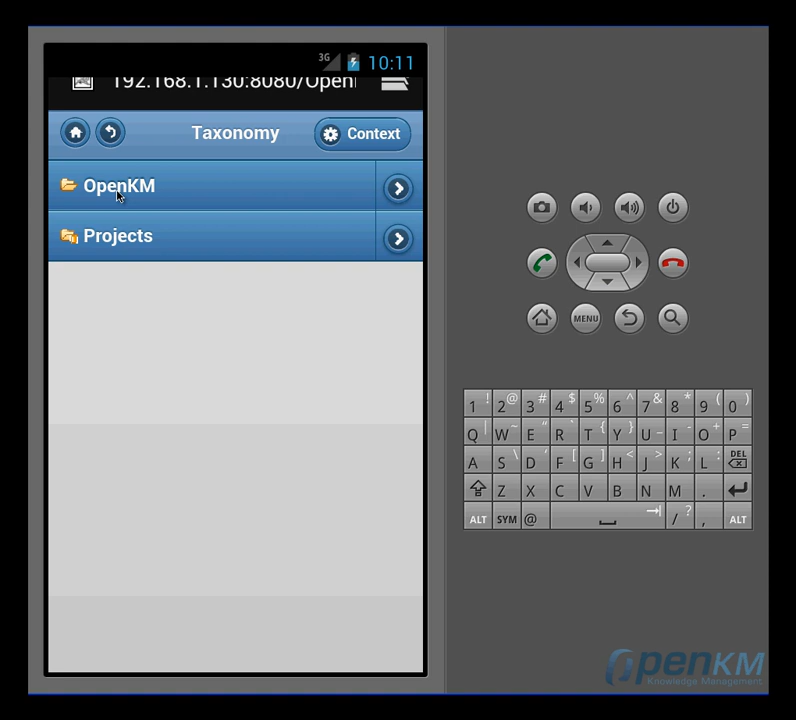 3G 10:11
192.168.1.130:8080/Open
Taxonomy
Context
OpenKM
Projects
MENU
1 ! 2 @ 3 # 4 $ 5 % 6 ^ 7 & 8 * 9 ( 0 )
Q | W ~ E " R ` T { Y } U _ I - O + P =
A S \ D ' F [ G ] H < J > K ; L : DEL
Z X C V B N M .
ALT SYM @ / ? , ALT
OpenKM
Knowledge Management